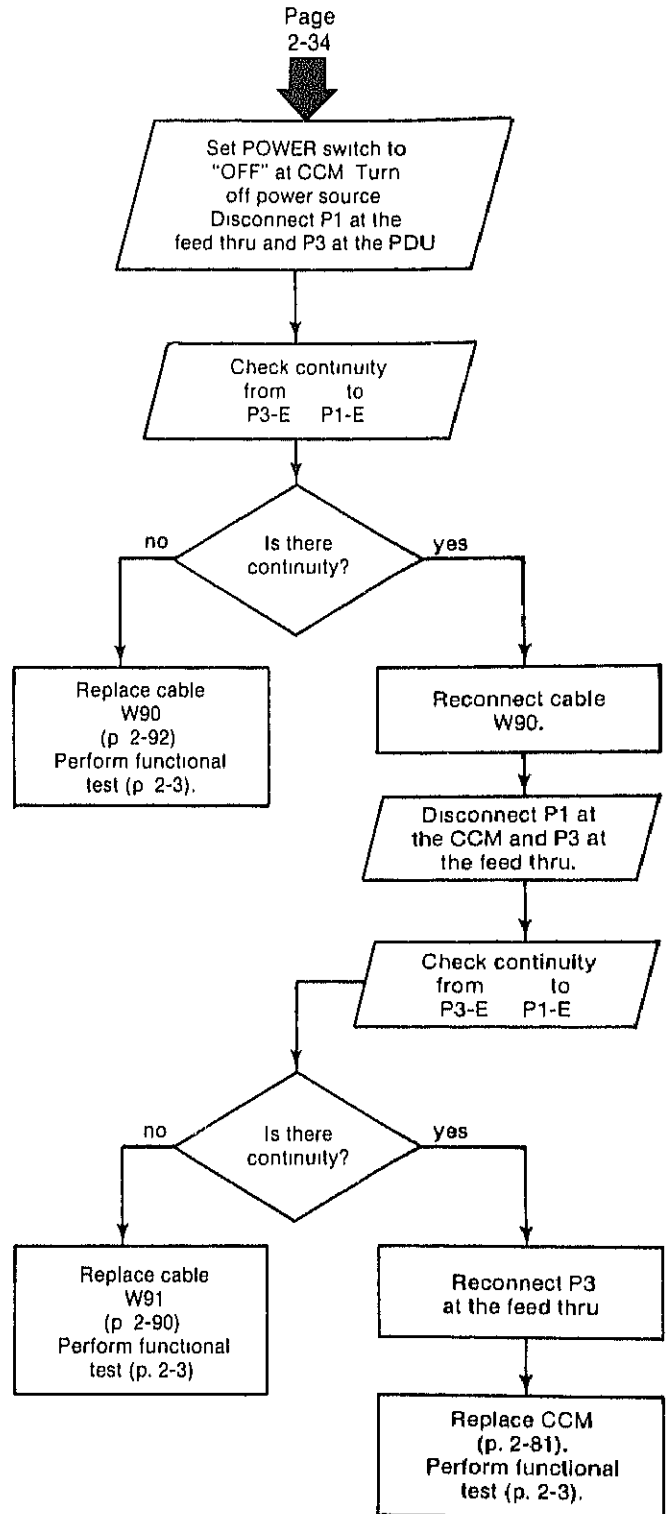 Page
2-34
Set POWER switch to
"OFF" at CCM Turn
off power source
Disconnect P1 at the
feed thru and P3 at the PDU
Check continuity
from to
P3-E P1-E
Is there
continuity?
no
yes
Replace cable
W90
(p 2-92)
Perform functional
test (p 2-3).
Reconnect cable
W90.
Disconnect P1 at
the CCM and P3 at
the feed thru.
Check continuity
from to
P3-E P1-E
Is there
continuity?
no
yes
Replace cable
W91
(p 2-90)
Perform functional
test (p. 2-3)
Reconnect P3
at the feed thru
Replace CCM
(p. 2-81).
Perform functional
test (p. 2-3).